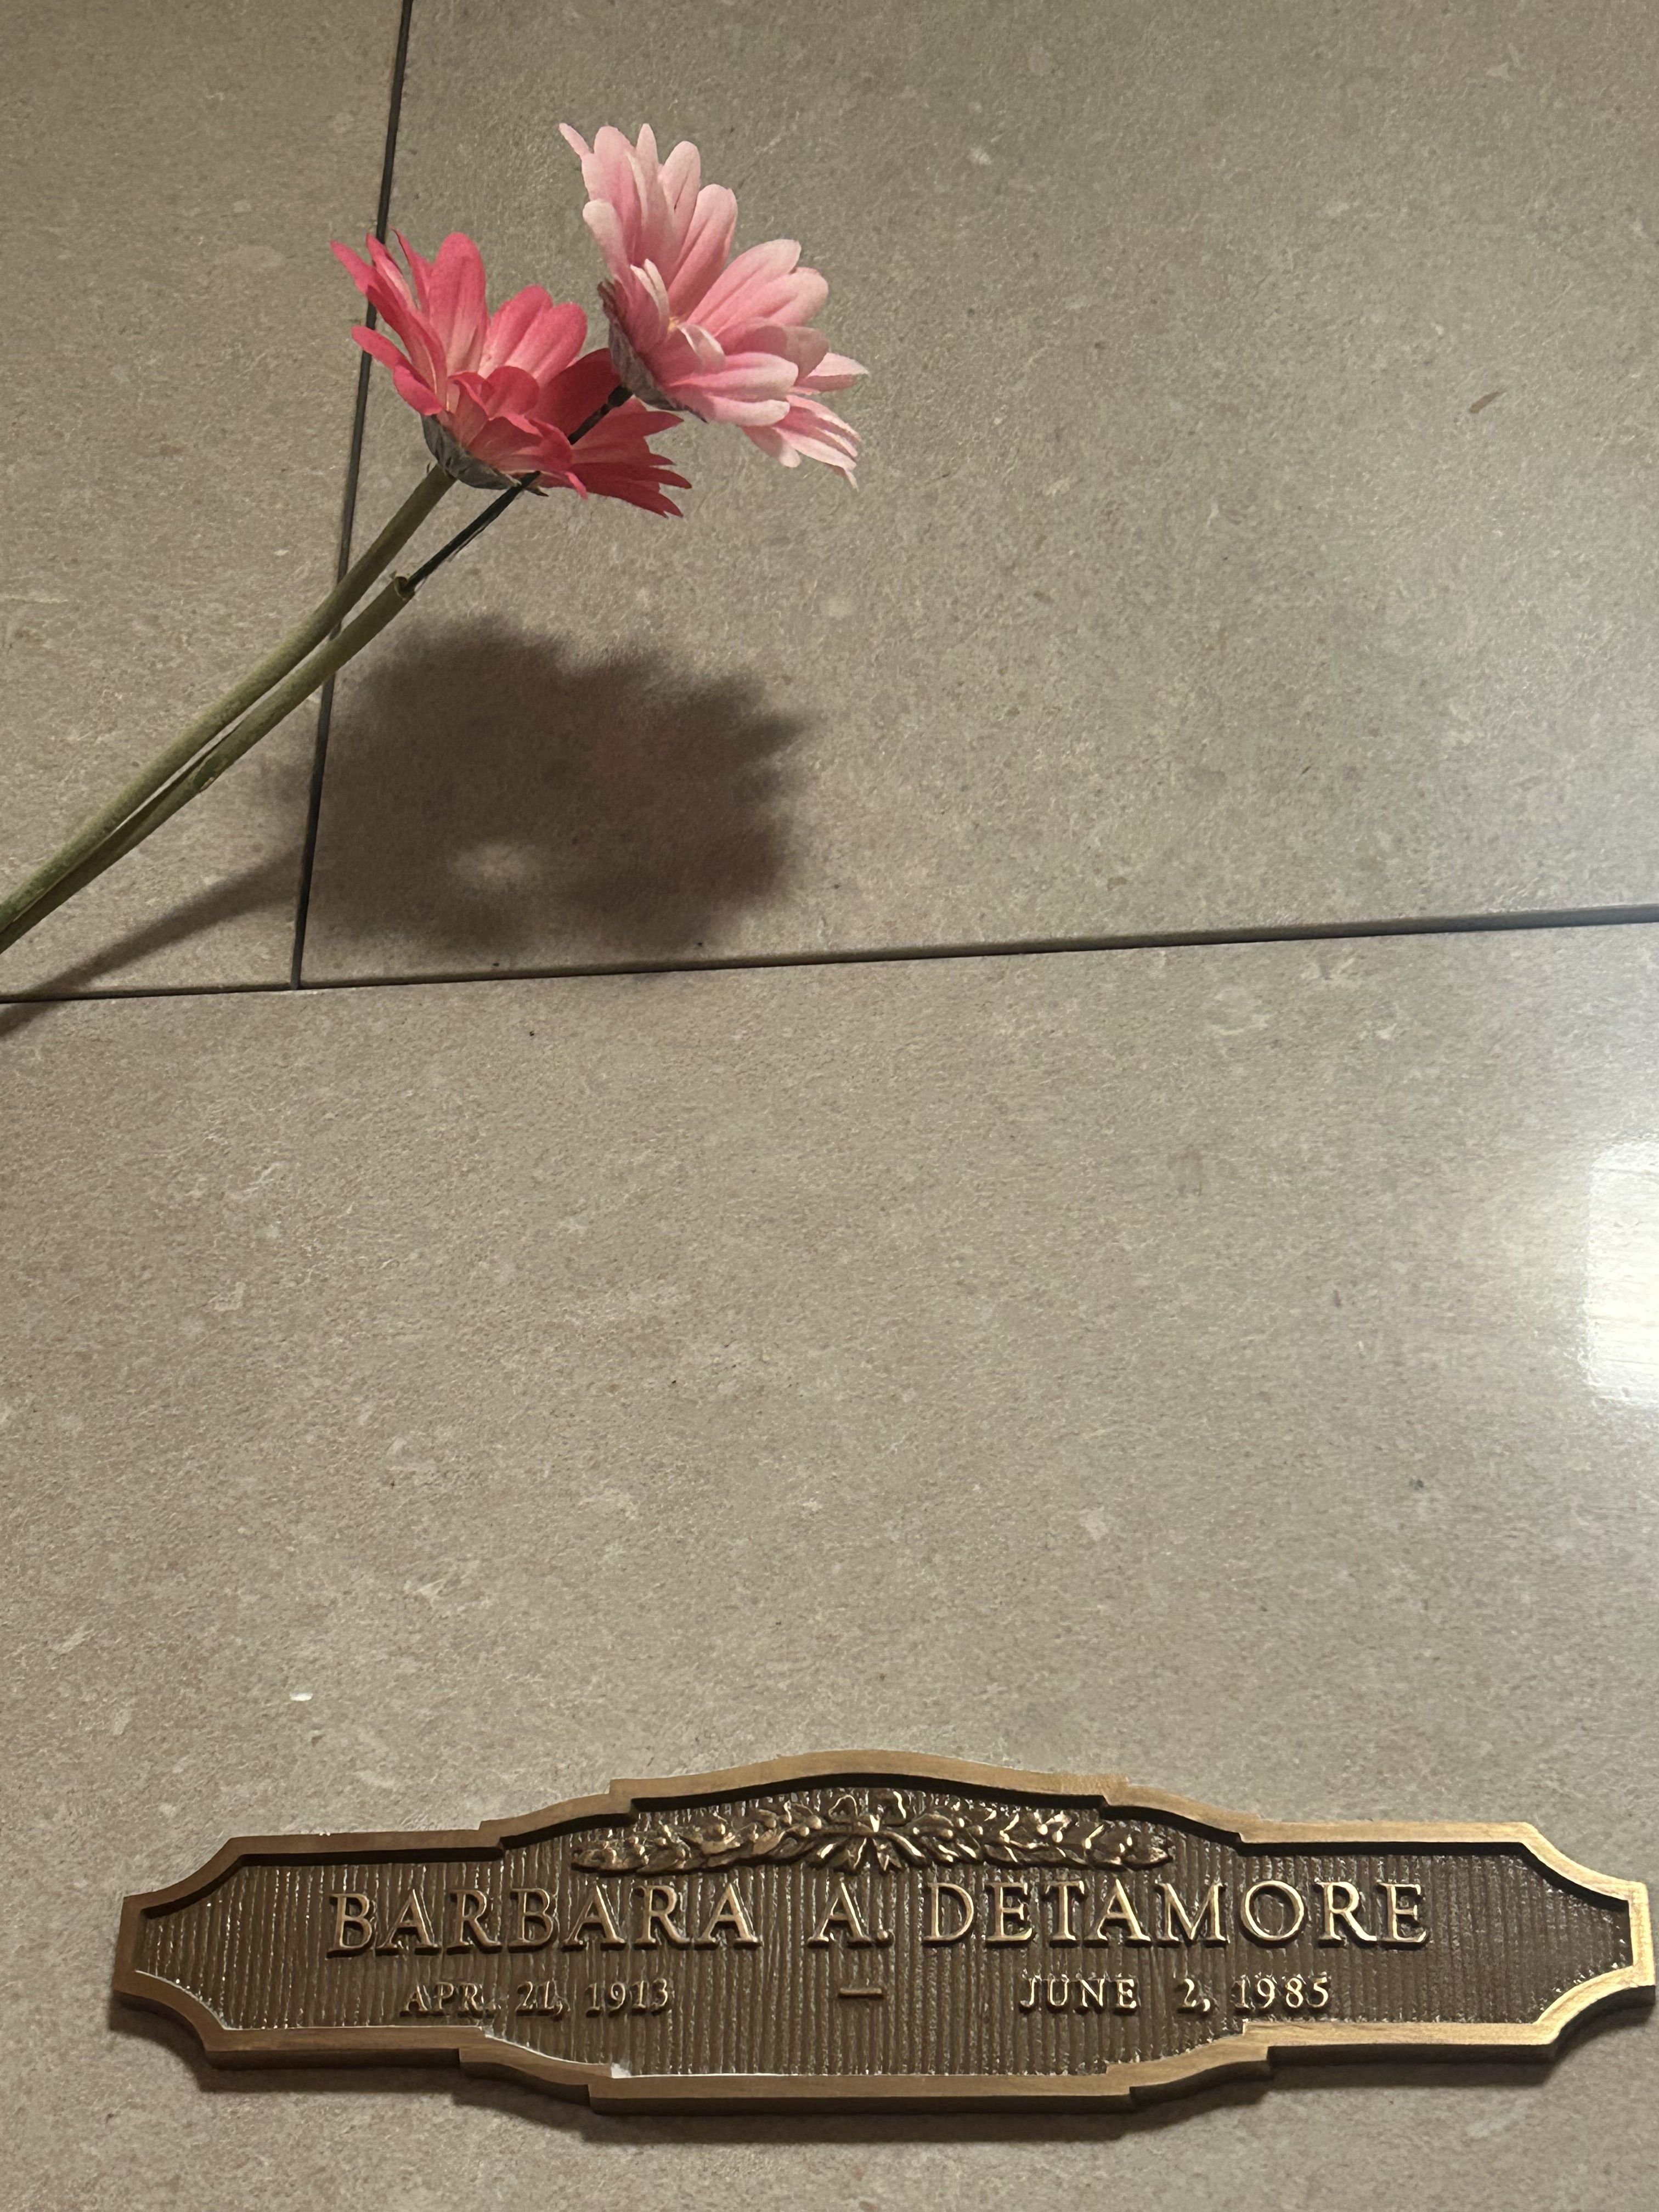 BARBARA A. DETAMORE
APR. 21, 1913 — JUNE 2, 1985